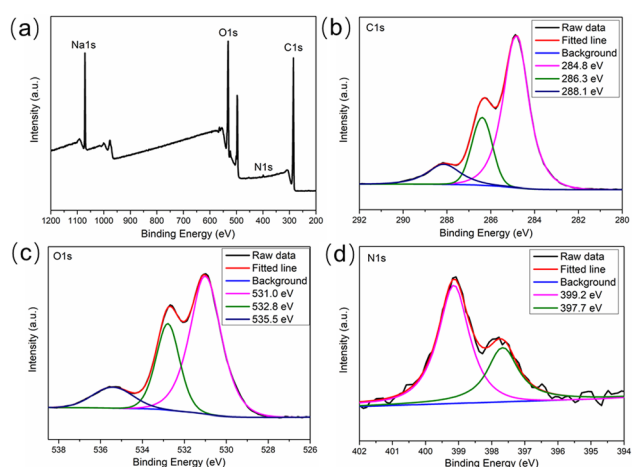 (a)
Na1s
O1s
C1s
N1s
Intensity (a.u.)
1200 1100 1000 900 800 700 600 500 400 300 200
Binding Energy (eV)
(b)
C1s
Raw data
Fitted line
Background
284.8 eV
286.3 eV
288.1 eV
Intensity (a.u.)
292 290 288 286 284 282 280
Binding Energy (eV)
(c)
O1s
Raw data
Fitted line
Background
531.0 eV
532.8 eV
535.5 eV
Intensity (a.u.)
538 536 534 532 530 528 526
Binding Energy (eV)
(d)
N1s
Raw data
Fitted line
Background
399.2 eV
397.7 eV
Intensity (a.u.)
402 401 400 399 398 397 396 395 394
Binding Energy (eV)